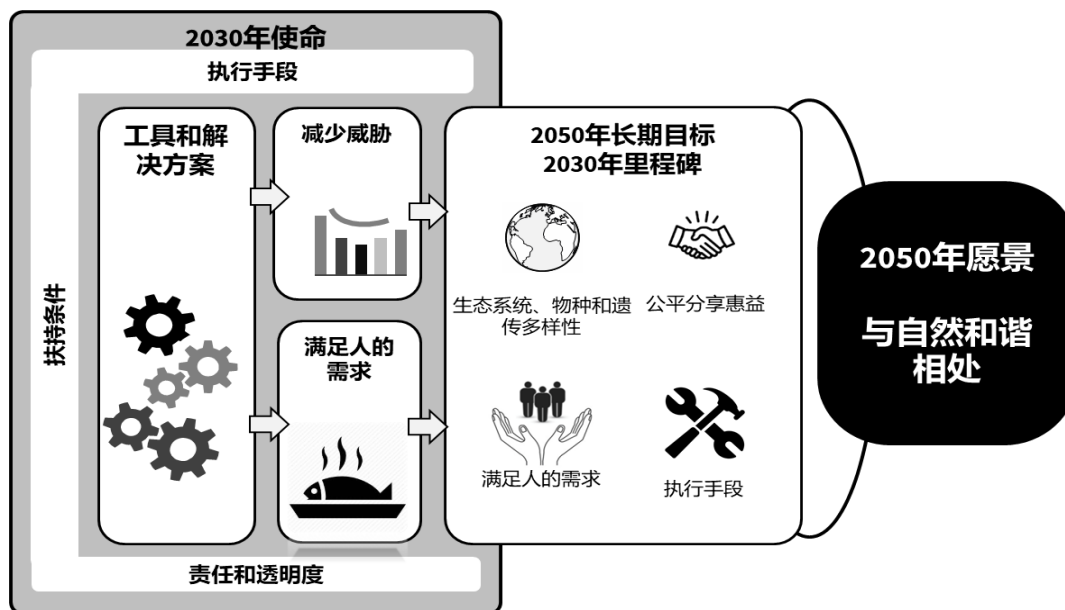 2030年使命
执行手段
扶持条件
工具和解
决方案
减少威胁
满足人的
需求
2050年长期目标
2030年里程碑
生态系统、物种和遗
传多样性
公平分享惠益
满足人的需求
执行手段
2050年愿景
与自然和谐
相处
责任和透明度